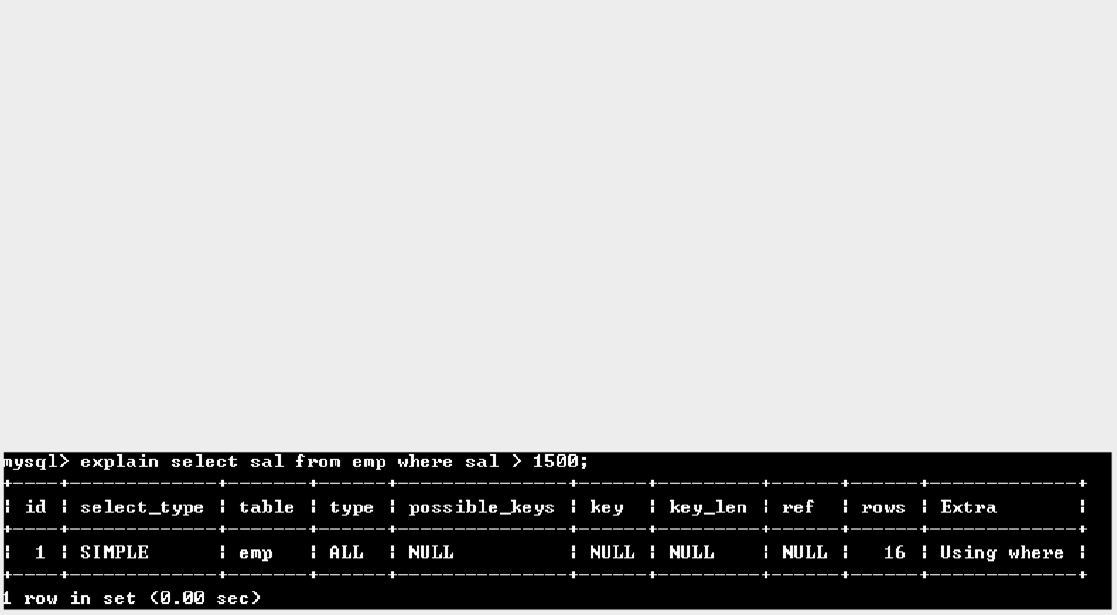 mysql> explain select sal from emp where sal > 1500;
+----+-------------+-------+------+---------------+------+---------+------+------+-------------+
| id | select_type | table | type | possible_keys | key  | key_len | ref  | rows | Extra       |
+----+-------------+-------+------+---------------+------+---------+------+------+-------------+
|  1 | SIMPLE      | emp   | ALL  | NULL          | NULL | NULL    | NULL |   16 | Using where |
+----+-------------+-------+------+---------------+------+---------+------+------+-------------+
1 row in set (0.00 sec)